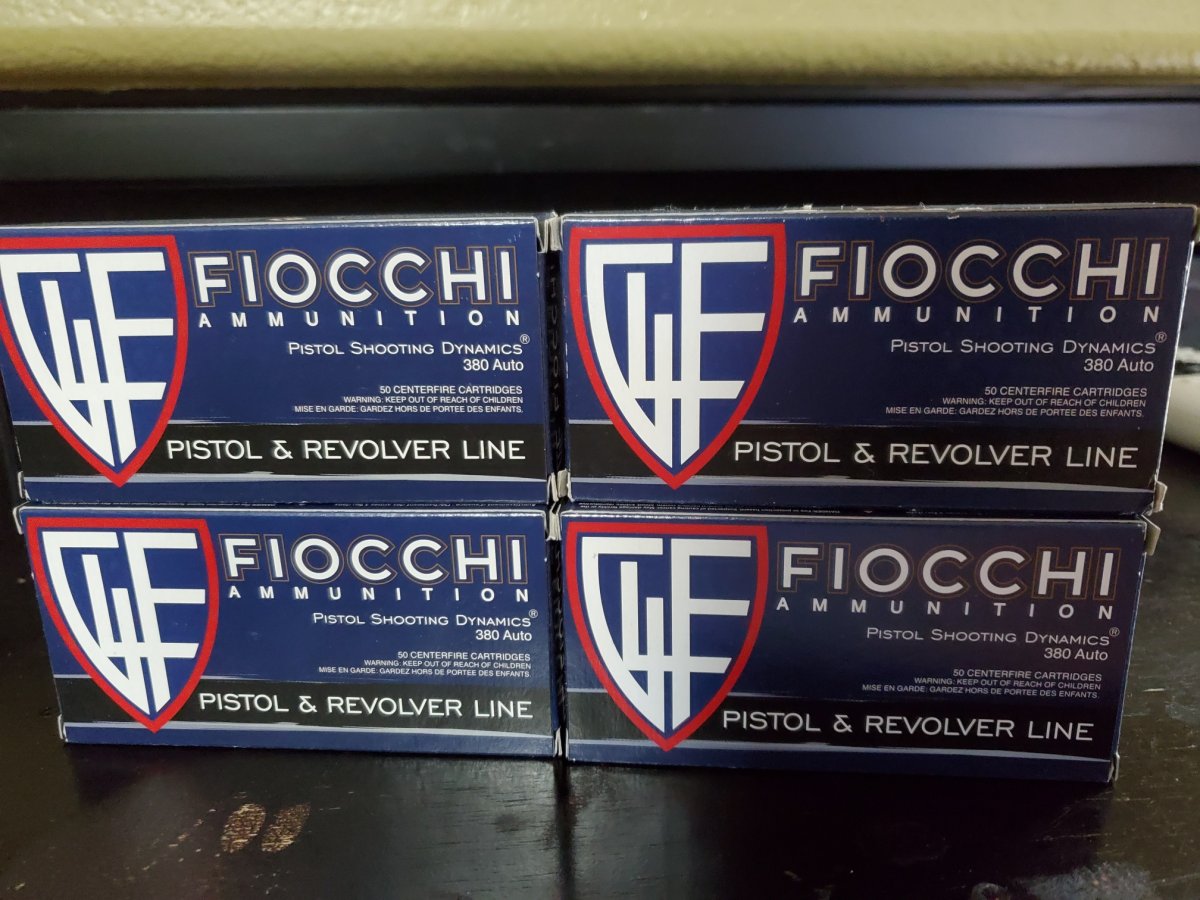 GFL
FIOCCHI
AMMUNITION
PISTOL SHOOTING DYNAMICS®
380 Auto
50 CENTERFIRE CARTRIDGES
WARNING: KEEP OUT OF REACH OF CHILDREN
MISE EN GARDE: GARDEZ HORS DE PORTEE DES ENFANTS.
PISTOL & REVOLVER LINE
GFL
FIOCCHI
AMMUNITION
PISTOL SHOOTING DYNAMICS®
380 Auto
50 CENTERFIRE CARTRIDGES
WARNING: KEEP OUT OF REACH OF CHILDREN
MISE EN GARDE: GARDEZ HORS DE PORTEE DES ENFANTS.
PISTOL & REVOLVER LINE
GFL
FIOCCHI
AMMUNITION
PISTOL SHOOTING DYNAMICS®
380 Auto
50 CENTERFIRE CARTRIDGES
WARNING: KEEP OUT OF REACH OF CHILDREN
MISE EN GARDE: GARDEZ HORS DE PORTEE DES ENFANTS.
PISTOL & REVOLVER LINE
GFL
FIOCCHI
AMMUNITION
PISTOL SHOOTING DYNAMICS®
380 Auto
50 CENTERFIRE CARTRIDGES
WARNING: KEEP OUT OF REACH OF CHILDREN
MISE EN GARDE: GARDEZ HORS DE PORTEE DES ENFANTS.
PISTOL & REVOLVER LINE